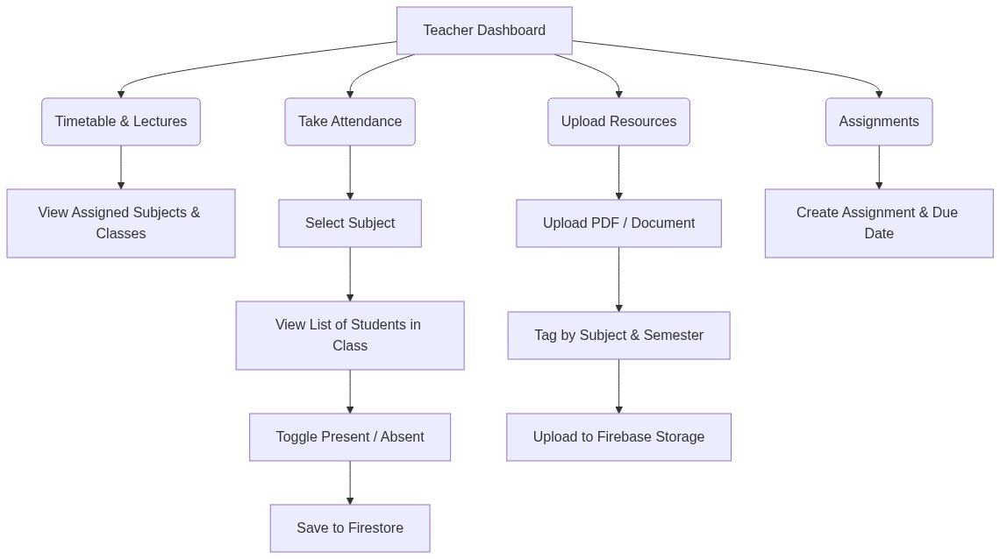 Teacher Dashboard
Timetable & Lectures
Take Attendance
Upload Resources
Assignments
View Assigned Subjects &
Classes
Select Subject
Upload PDF / Document
Create Assignment & Due
Date
View List of Students in
Class
Tag by Subject & Semester
Toggle Present / Absent
Upload to Firebase Storage
Save to Firestore